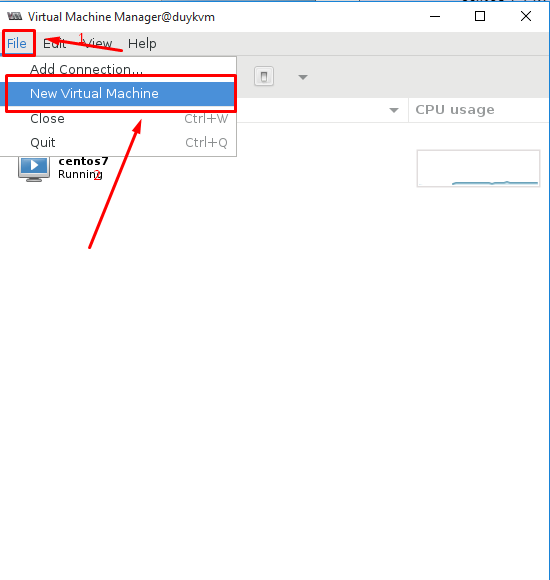 Virtual Machine Manager@duykvm
File Edit View Help
1
Add Connection...
New Virtual Machine
Close Ctrl+W
Quit Ctrl+Q
CPU usage
centos7
Running
2